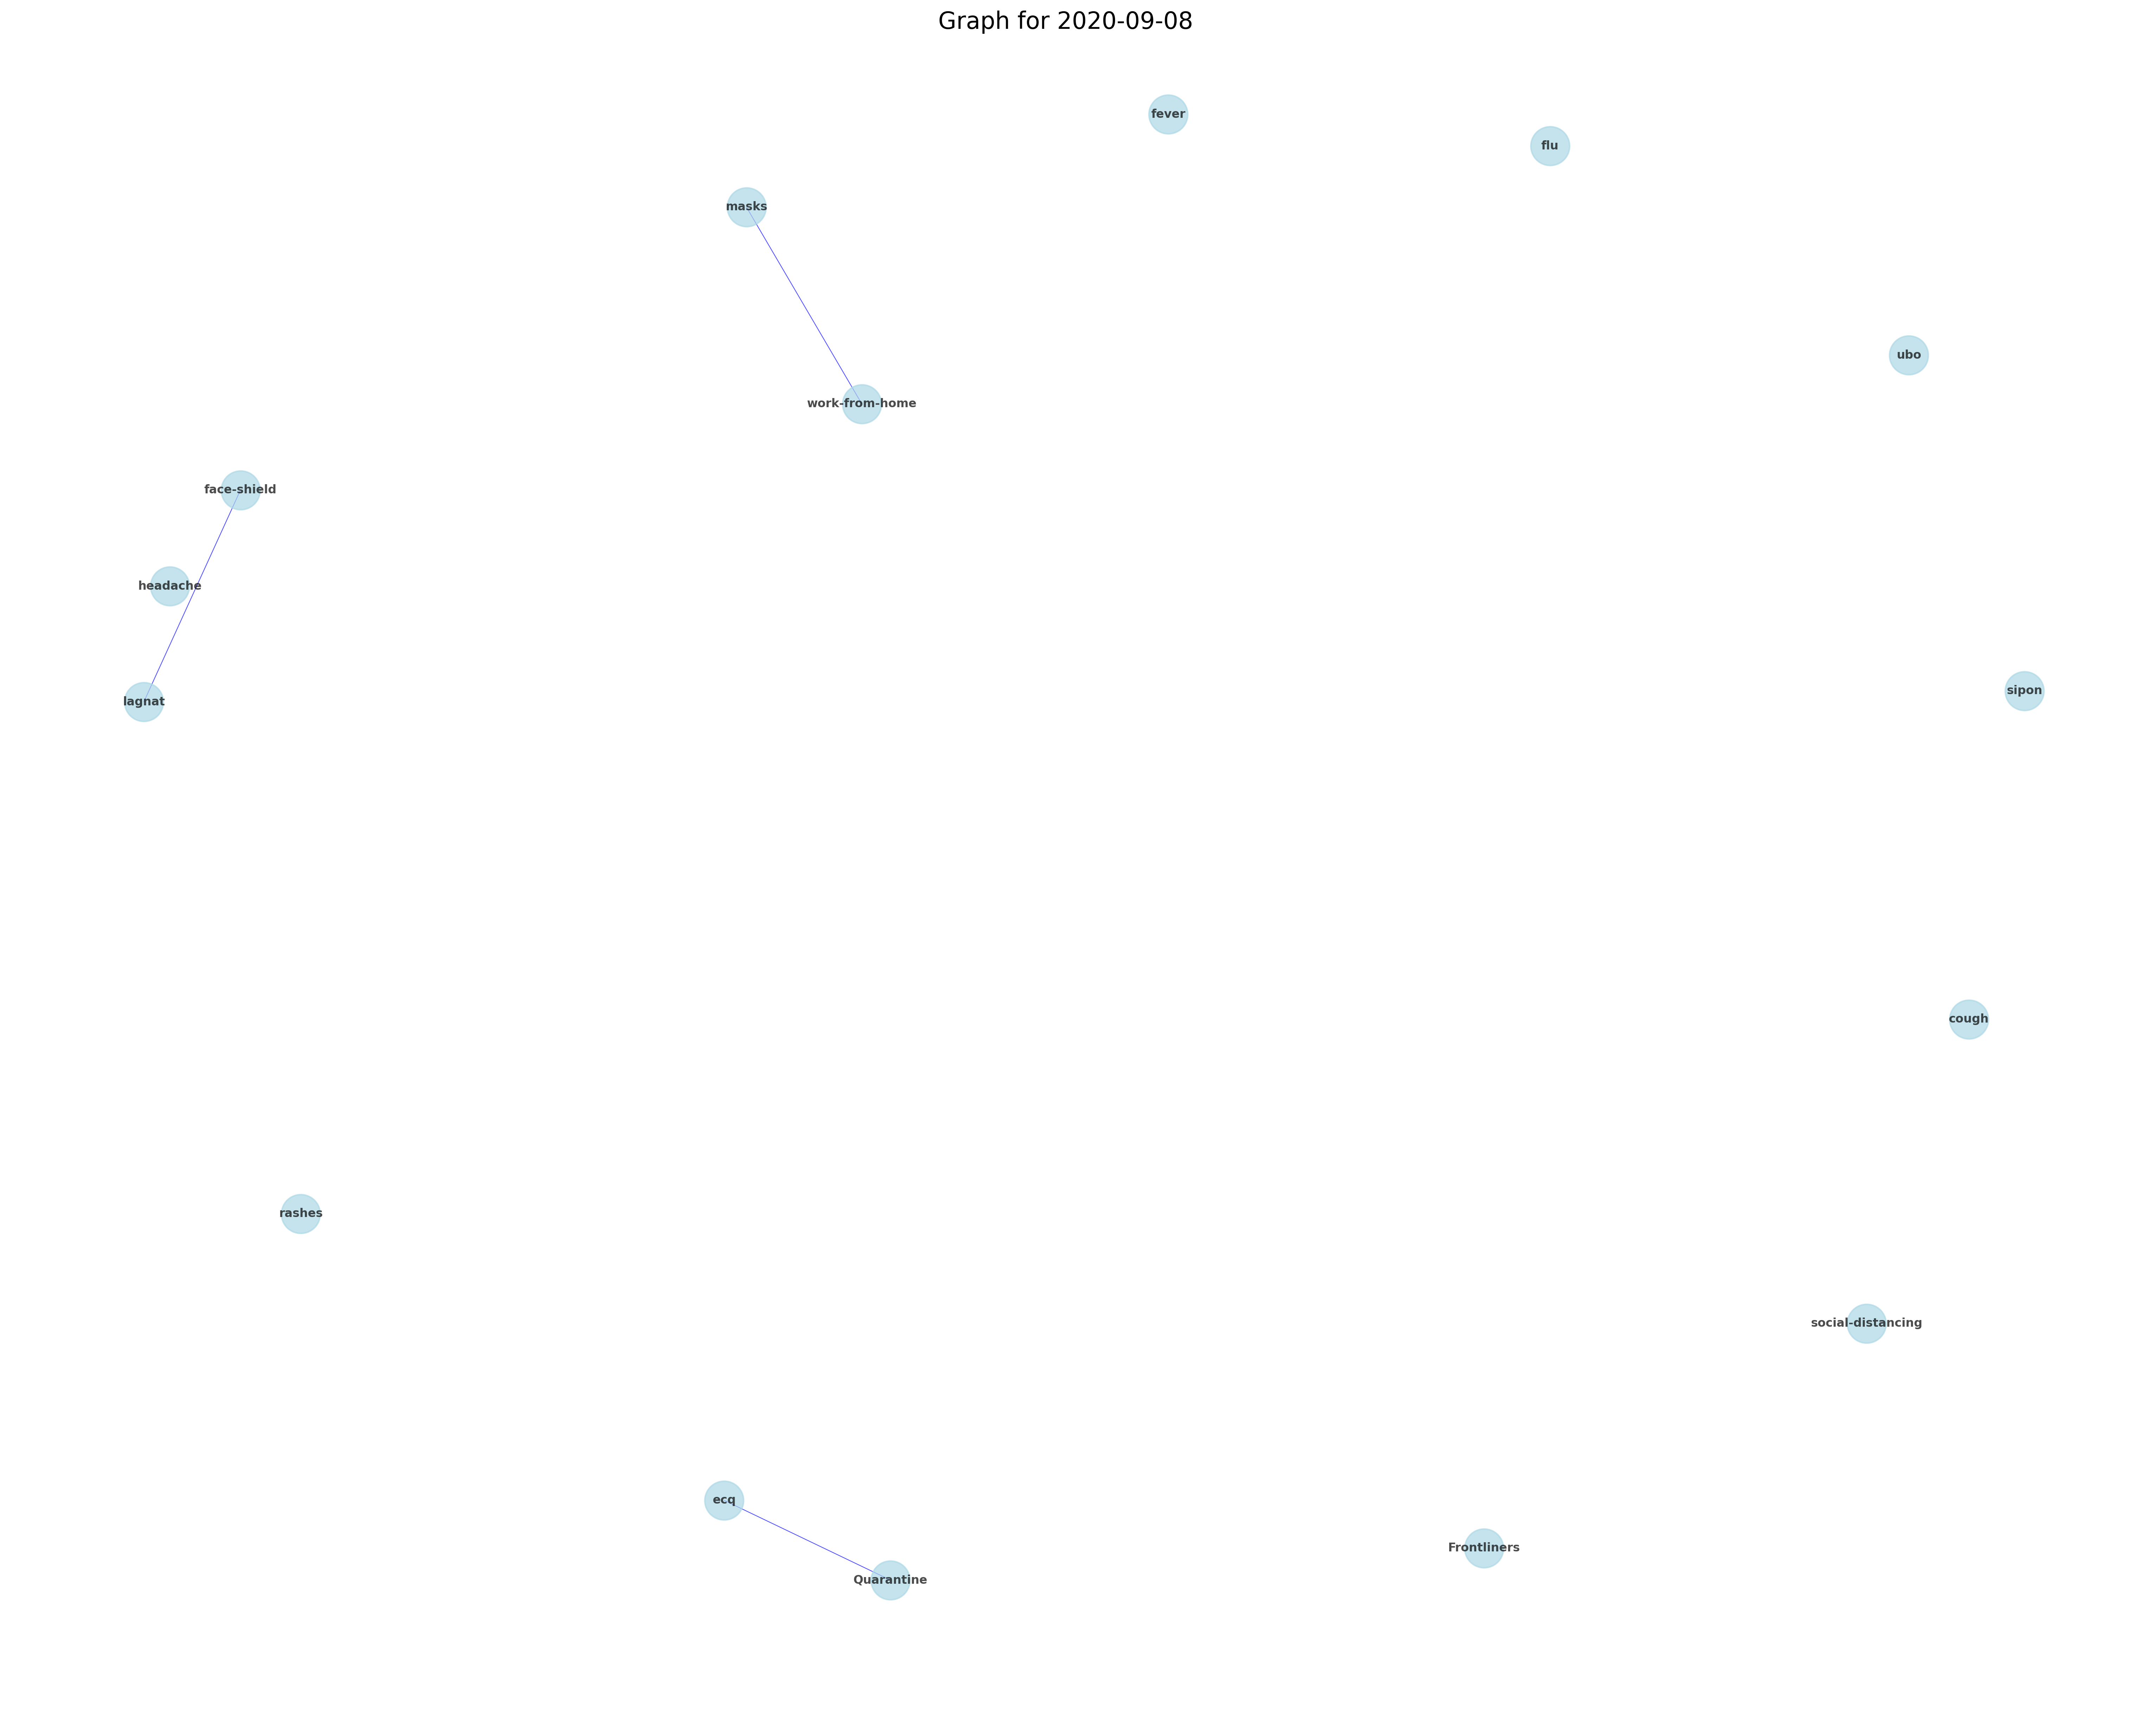 Graph for 2020-09-08
fever
flu
masks
ubo
work-from-home
face-shield
headache
sipon
lagnat
cough
rashes
social-distancing
ecq
Frontliners
Quarantine